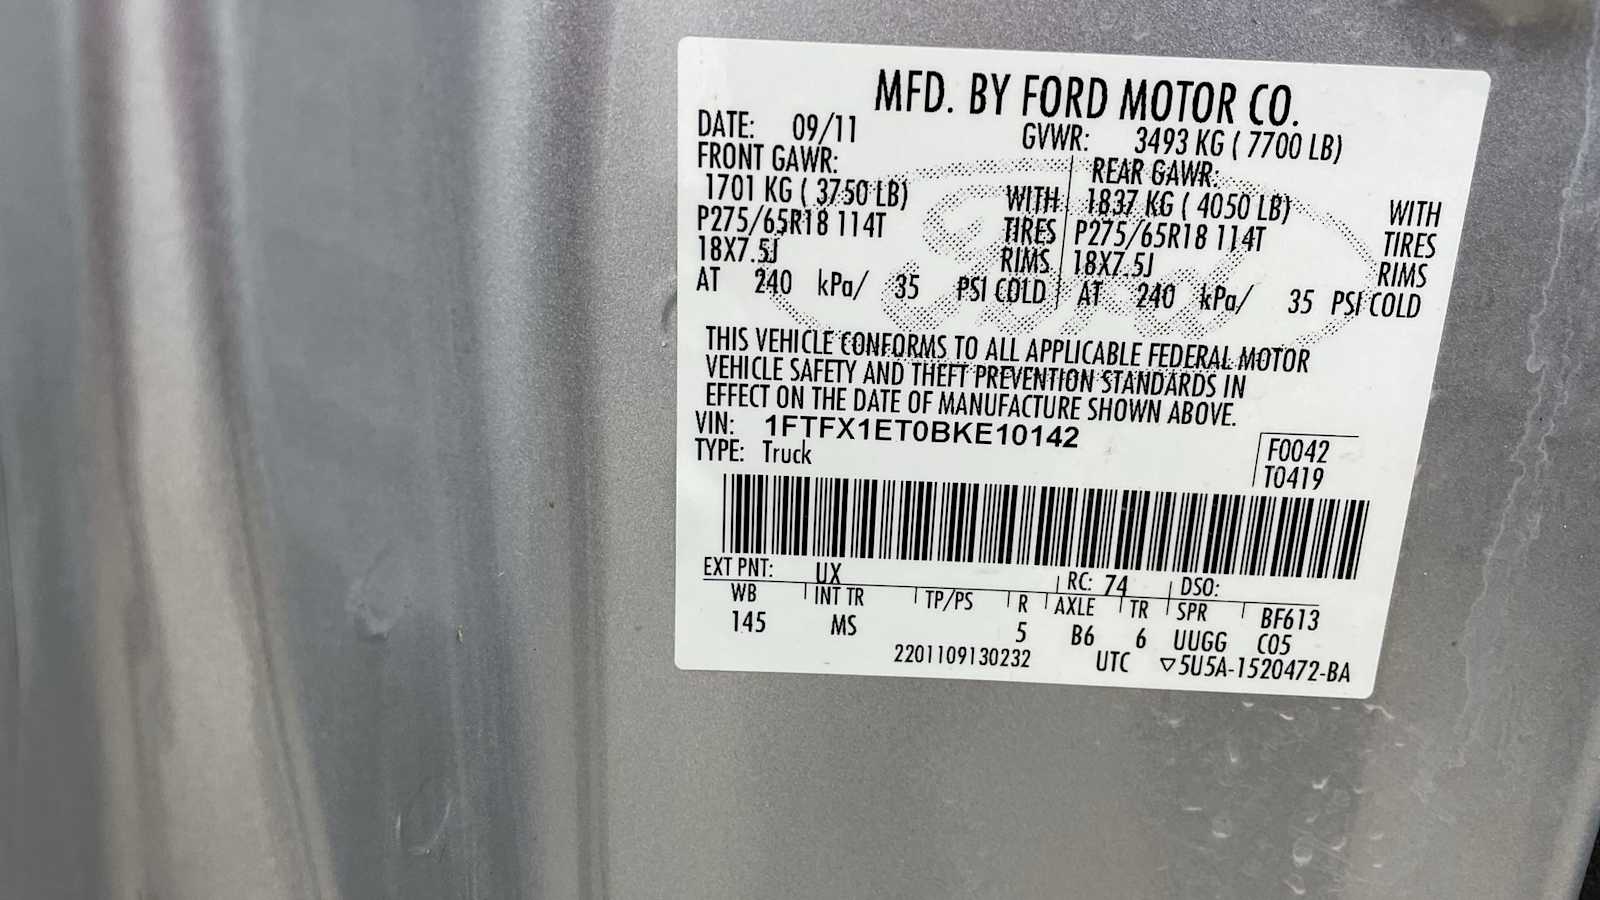 MFD. BY FORD MOTOR CO.
DATE: 09/11 GVWR: 3493 KG ( 7700 LB)
FRONT GAWR: REAR GAWR:
1701 KG ( 3750 LB) WITH 1837 KG ( 4050 LB) WITH
P275/65R18 114T TIRES P275/65R18 114T TIRES
18X7.5J RIMS 18X7.5J RIMS
AT 240 kPa/ 35 PSI COLD AT 240 kPa/ 35 PSI COLD
THIS VEHICLE CONFORMS TO ALL APPLICABLE FEDERAL MOTOR
VEHICLE SAFETY AND THEFT PREVENTION STANDARDS IN
EFFECT ON THE DATE OF MANUFACTURE SHOWN ABOVE.
VIN: 1FTFX1ET0BKE10142
TYPE: Truck
F0042
T0419
EXT PNT: UX RC: 74 DSO:
WB INT TR TP/PS R AXLE TR SPR BF613
145 MS 5 B6 6 UUGG C05
2201109130232 UTC ▽5U5A-1520472-BA
Ford